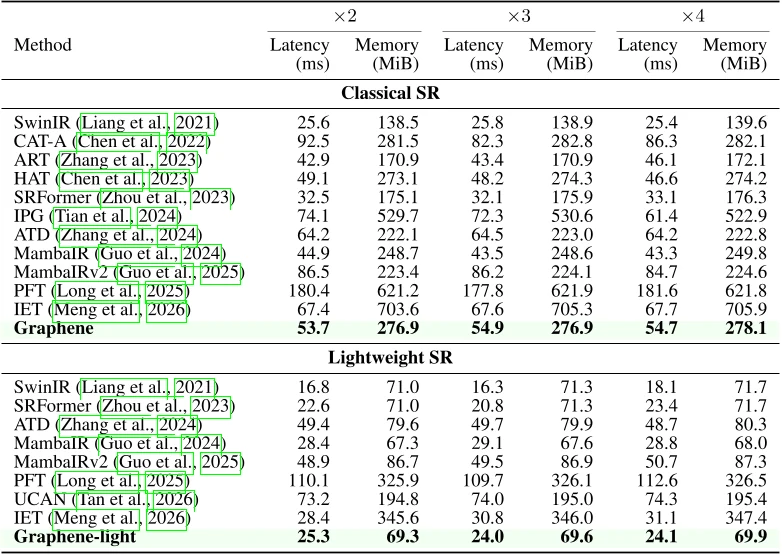 ×2 ×3 ×4
Method Latency Memory Latency Memory Latency Memory
(ms) (MiB) (ms) (MiB) (ms) (MiB)
Classical SR
SwinIR (Liang et al., 2021) 25.6 138.5 25.8 138.9 25.4 139.6
CAT-A (Chen et al., 2022) 92.5 281.5 82.3 282.8 86.3 282.1
ART (Zhang et al., 2023) 42.9 170.9 43.4 170.9 46.1 172.1
HAT (Chen et al., 2023) 49.1 273.1 48.2 274.3 46.6 274.2
SRFormer (Zhou et al., 2023) 32.5 175.1 32.1 175.9 33.1 176.3
IPG (Tian et al., 2024) 74.1 529.7 72.3 530.6 61.4 522.9
ATD (Zhang et al., 2024) 64.2 222.1 64.5 223.0 64.2 222.8
MambaIR (Guo et al., 2024) 44.9 248.7 43.5 248.6 43.3 249.8
MambaIRv2 (Guo et al., 2025) 86.5 223.4 86.2 224.1 84.7 224.6
PFT (Long et al., 2025) 180.4 621.2 177.8 621.9 181.6 621.8
IET (Meng et al., 2026) 67.4 703.6 67.6 705.3 67.7 705.9
Graphene 53.7 276.9 54.9 276.9 54.7 278.1
Lightweight SR
SwinIR (Liang et al., 2021) 16.8 71.0 16.3 71.3 18.1 71.7
SRFormer (Zhou et al., 2023) 22.6 71.0 20.8 71.3 23.4 71.7
ATD (Zhang et al., 2024) 49.4 79.6 49.7 79.9 48.7 80.3
MambaIR (Guo et al., 2024) 28.4 67.3 29.1 67.6 28.8 68.0
MambaIRv2 (Guo et al., 2025) 48.9 86.7 49.5 86.9 50.7 87.3
PFT (Long et al., 2025) 110.1 325.9 109.7 326.1 112.6 326.5
UCAN (Tan et al., 2026) 73.2 194.8 74.0 195.0 74.3 195.4
IET (Meng et al., 2026) 28.4 345.6 30.8 346.0 31.1 347.4
Graphene-light 25.3 69.3 24.0 69.6 24.1 69.9